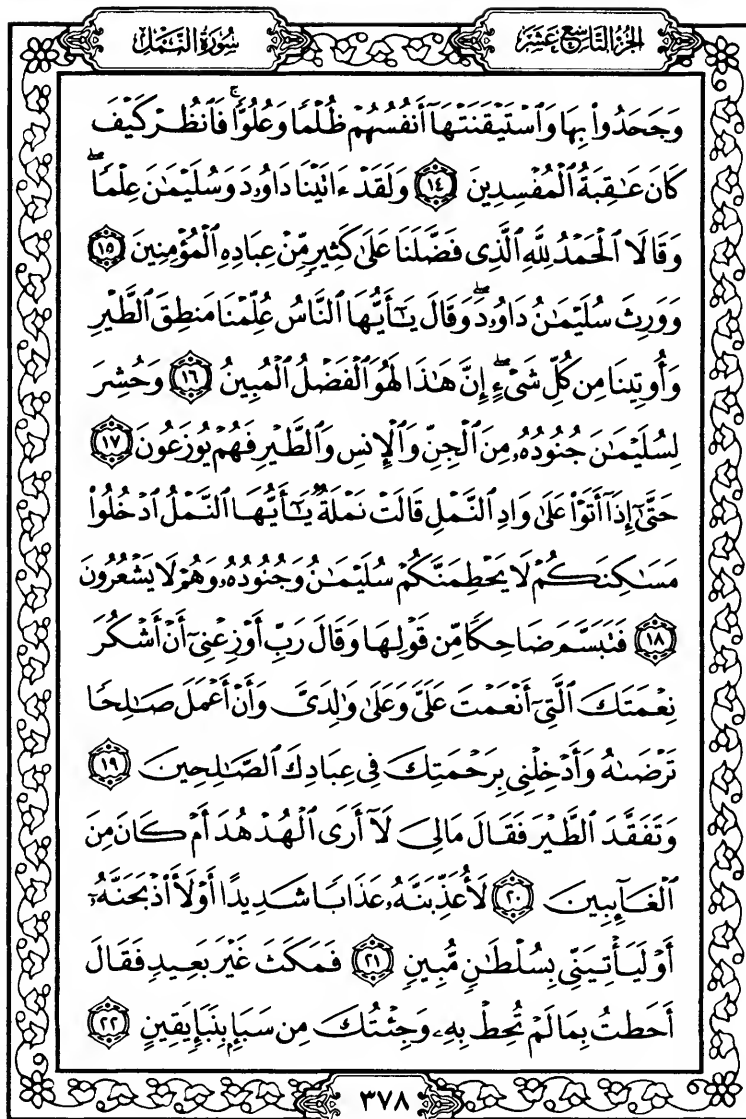 الجزء التاسع عشر
سورة النمل
وَجَحَدُوا۟ بِهَا وَٱسْتَيْقَنَتْهَآ أَنفُسُهُمْ ظُلْمًا وَعُلُوًّا ۚ فَٱنظُرْ كَيْفَ
كَانَ عَـٰقِبَةُ ٱلْمُفْسِدِينَ ١٤ وَلَقَدْ ءَاتَيْنَا دَاوُۥدَ وَسُلَيْمَـٰنَ عِلْمًا ۖ
وَقَالَا ٱلْحَمْدُ لِلَّهِ ٱلَّذِى فَضَّلَنَا عَلَىٰ كَثِيرٍ مِّنْ عِبَادِهِ ٱلْمُؤْمِنِينَ ١٥
وَوَرِثَ سُلَيْمَـٰنُ دَاوُۥدَ ۖ وَقَالَ يَـٰٓأَيُّهَا ٱلنَّاسُ عُلِّمْنَا مَنطِقَ ٱلطَّيْرِ
وَأُوتِينَا مِن كُلِّ شَىْءٍ ۖ إِنَّ هَـٰذَا لَهُوَ ٱلْفَضْلُ ٱلْمُبِينُ ١٦ وَحُشِرَ
لِسُلَيْمَـٰنَ جُنُودُهُۥ مِنَ ٱلْجِنِّ وَٱلْإِنسِ وَٱلطَّيْرِ فَهُمْ يُوزَعُونَ ١٧
حَتَّىٰٓ إِذَآ أَتَوْا۟ عَلَىٰ وَادِ ٱلنَّمْلِ قَالَتْ نَمْلَةٌ يَـٰٓأَيُّهَا ٱلنَّمْلُ ٱدْخُلُوا۟
مَسَـٰكِنَكُمْ لَا يَحْطِمَنَّكُمْ سُلَيْمَـٰنُ وَجُنُودُهُۥ وَهُمْ لَا يَشْعُرُونَ
١٨ فَتَبَسَّمَ ضَاحِكًا مِّن قَوْلِهَا وَقَالَ رَبِّ أَوْزِعْنِىٓ أَنْ أَشْكُرَ
نِعْمَتَكَ ٱلَّتِىٓ أَنْعَمْتَ عَلَىَّ وَعَلَىٰ وَٰلِدَىَّ وَأَنْ أَعْمَلَ صَـٰلِحًا
تَرْضَىٰهُ وَأَدْخِلْنِى بِرَحْمَتِكَ فِى عِبَادِكَ ٱلصَّـٰلِحِينَ ١٩
وَتَفَقَّدَ ٱلطَّيْرَ فَقَالَ مَالِىَ لَآ أَرَى ٱلْهُدْهُدَ أَمْ كَانَ مِنَ
ٱلْغَآئِبِينَ ٢٠ لَأُعَذِّبَنَّهُۥ عَذَابًا شَدِيدًا أَوْ لَأَا۟ذْبَحَنَّهُۥٓ
أَوْ لَيَأْتِيَنِّى بِسُلْطَـٰنٍ مُّبِينٍ ٢١ فَمَكَثَ غَيْرَ بَعِيدٍ فَقَالَ
أَحَطتُ بِمَا لَمْ تُحِطْ بِهِۦ وَجِئْتُكَ مِن سَبَإٍ بِنَبَإٍ يَقِينٍ ٢٢
٣٧٨